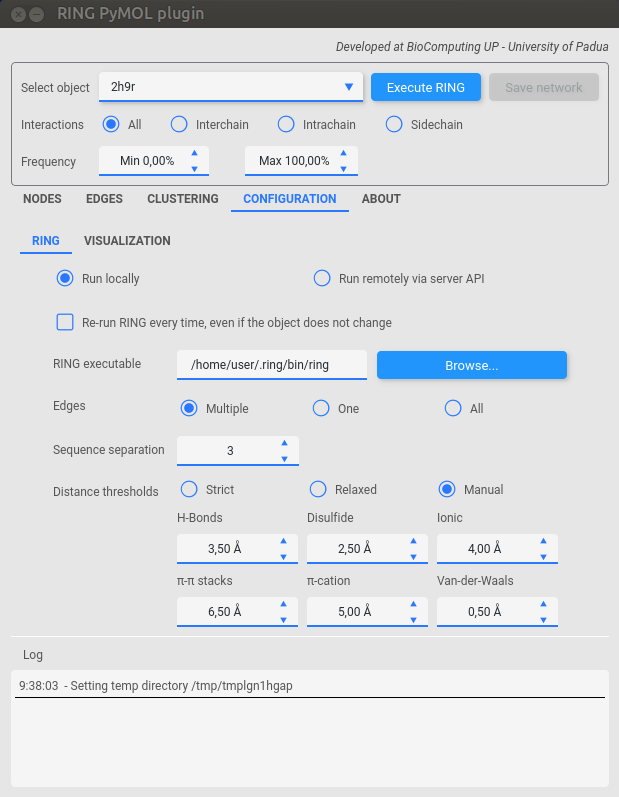 RING PyMOL plugin
Developed at BioComputing UP - University of Padua
Select object 2h9r Execute RING Save network
Interactions All Interchain Intrachain Sidechain
Frequency Min 0,00% Max 100,00%
NODES EDGES CLUSTERING CONFIGURATION ABOUT
RING VISUALIZATION
Run locally Run remotely via server API
Re-run RING every time, even if the object does not change
RING executable /home/user/.ring/bin/ring Browse...
Edges Multiple One All
Sequence separation 3
Distance thresholds Strict Relaxed Manual
H-Bonds Disulfide Ionic
3,50 Å 2,50 Å 4,00 Å
π-π stacks π-cation Van-der-Waals
6,50 Å 5,00 Å 0,50 Å
Log
9:38:03 - Setting temp directory /tmp/tmplgn1hgap